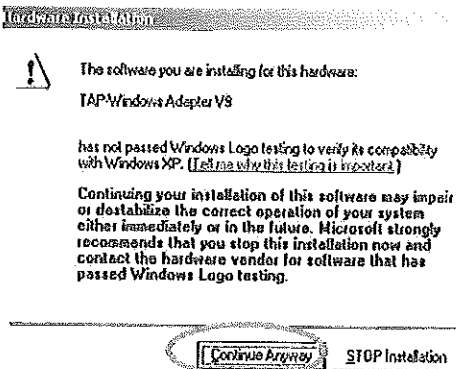 Hardware Installation
The software you are installing for this hardware:
TAP-Windows Adapter V9
has not passed Windows Logo testing to verify its compatibility
with Windows XP. (Tell me why this testing is important.)
Continuing your installation of this software may impair
or destabilize the correct operation of your system
either immediately or in the future. Microsoft strongly
recommends that you stop this installation now and
contact the hardware vendor for software that has
passed Windows Logo testing.
Continue Anyway
STOP Installation